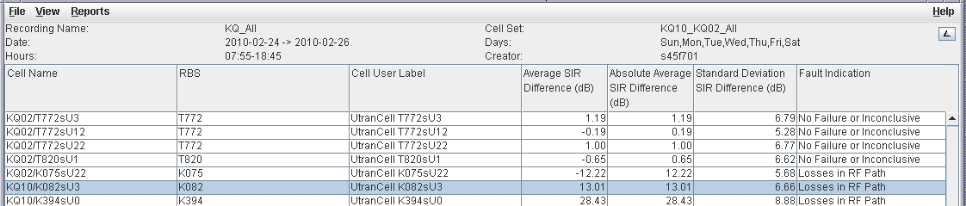 File View Reports Help
Recording Name: KQ_All Cell Set: KQ10_KQ02_All
Date: 2010-02-24 -> 2010-02-26 Days: Sun,Mon,Tue,Wed,Thu,Fri,Sat
Hours: 07:55-18:45 Creator: s45f701
Cell Name RBS Cell User Label Average SIR Difference (dB) Absolute Average SIR Difference (dB) Standard Deviation SIR Difference (dB) Fault Indication
KQ02/T772sU3 T772 UtranCell T772sU3 1.19 1.19 6.79 No Failure or Inconclusive
KQ02/T772sU12 T772 UtranCell T772sU12 -0.19 0.19 5.28 No Failure or Inconclusive
KQ02/T772sU22 T772 UtranCell T772sU22 1.00 1.00 6.77 No Failure or Inconclusive
KQ02/T820sU1 T820 UtranCell T820sU1 -0.65 0.65 6.62 No Failure or Inconclusive
KQ02/K075sU22 K075 UtranCell K075sU22 -12.22 12.22 5.68 Losses in RF Path
KQ10/K082sU3 K082 UtranCell K082sU3 13.01 13.01 6.66 Losses in RF Path
KQ10/K394sU0 K394 UtranCell K394sU0 28.43 28.43 8.88 Losses in RF Path